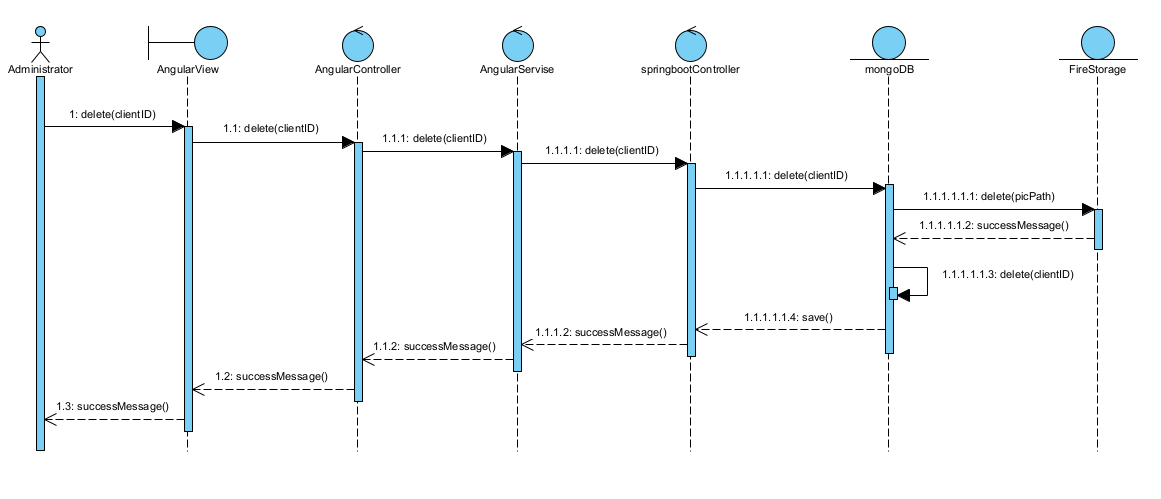 Administrator
AngularView
AngularController
AngularServise
springbootController
mongoDB
FireStorage
1: delete(clientID)
1.1: delete(clientID)
1.1.1: delete(clientID)
1.1.1.1: delete(clientID)
1.1.1.1.1: delete(clientID)
1.1.1.1.1.1: delete(picPath)
1.1.1.1.1.2: successMessage()
1.1.1.1.1.3: delete(clientID)
1.1.1.1.1.4: save()
1.1.1.2: successMessage()
1.1.2: successMessage()
1.2: successMessage()
1.3: successMessage()